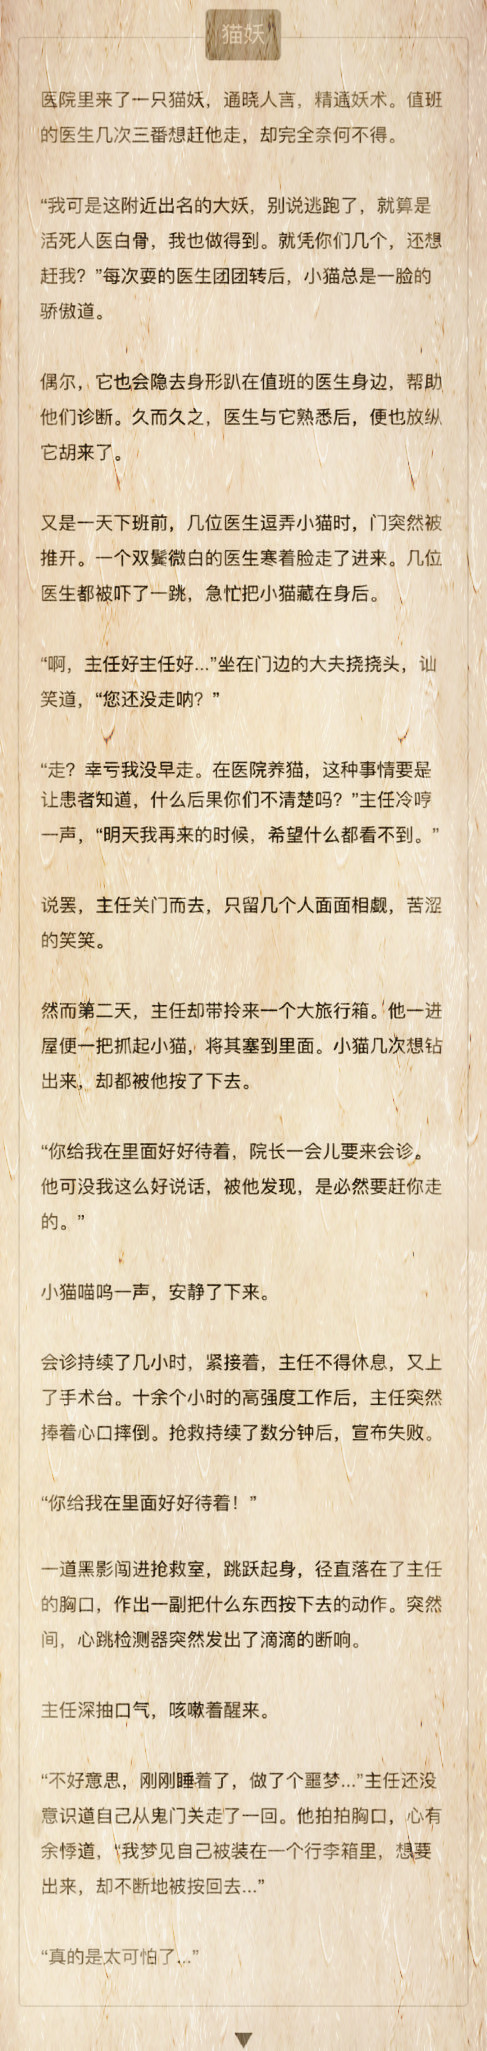 猫妖
医院里来了一只猫妖，通晓人言，精通妖术。值班
的医生几次三番想赶他走，却完全奈何不得。
“我可是这附近出名的大妖，别说逃跑了，就算是
活死人医白骨，我也做得到。就凭你们几个，还想
赶我？”每次耍的医生团团转后，小猫总是一脸的
骄傲道。
偶尔，它也会隐去身形趴在值班的医生身边，帮助
他们诊断。久而久之，医生与它熟悉后，便也放纵
它胡来了。
又是一天下班前，几位医生逗弄小猫时，门突然被
推开。一个双鬓微白的医生寒着脸走了进来。几位
医生都被吓了一跳，急忙把小猫藏在身后。
“啊，主任好主任好...”坐在门边的大夫挠挠头，讪
笑道，“您还没走呐？”
“走？幸亏我没早走。在医院养猫，这种事情要是
让患者知道，什么后果你们不清楚吗？”主任冷哼
一声，“明天我再来的时候，希望什么都看不到。”
说罢，主任关门而去，只留几个人面面相觑，苦涩
的笑笑。
然而第二天，主任却带拎来一个大旅行箱。他一进
屋便一把抓起小猫，将其塞到里面。小猫几次想钻
出来，却都被他按了下去。
“你给我在里面好好待着，院长一会儿要来会诊。
他可没我这么好说话，被他发现，是必然要赶你走
的。”
小猫喵呜一声，安静了下来。
会诊持续了几小时，紧接着，主任不得休息，又上
了手术台。十余个小时的高强度工作后，主任突然
捧着心口摔倒。抢救持续了数分钟后，宣布失败。
“你给我在里面好好待着！”
一道黑影闯进抢救室，跳跃起身，径直落在了主任
的胸口，作出一副把什么东西按下去的动作。突然
间，心跳检测器突然发出了滴滴的断响。
主任深抽口气，咳嗽着醒来。
“不好意思，刚刚睡着了，做了个噩梦...”主任还没
意识道自己从鬼门关走了一回。他拍拍胸口，心有
余悸道，“我梦见自己被装在一个行李箱里，想要
出来，却不断地被按回去...”
“真的是太可怕了...”